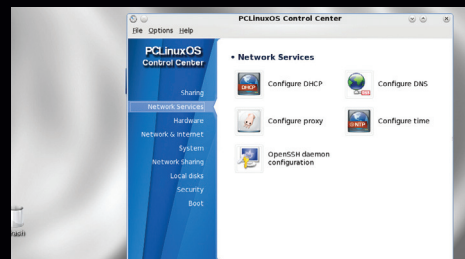 PCLinuxOS Control Center
File Options Help
PCLinuxOS
Control Center
Sharing
Network Services
Hardware
Network & Internet
System
Network Sharing
Local disks
Security
Boot
• Network Services
DHCP
Configure DHCP
Configure DNS
Configure proxy
NTP
Configure time
OpenSSH daemon
configuration